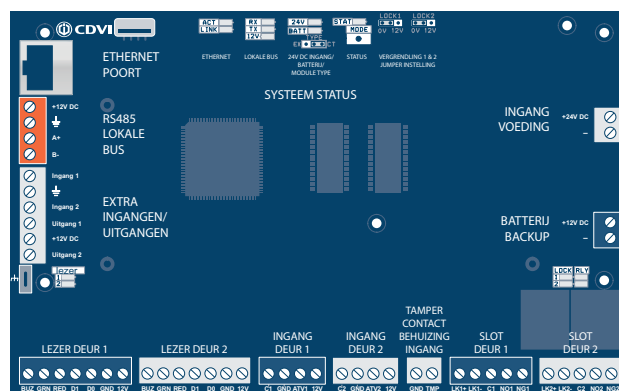 CDVI
ACT
LINK
RX
TX
12V
24V
BATT
TYPE
STAT
MODE
LOCK1 LOCK2
0V 12V 0V 12V
ETHERNET
LOKALE BUS
24V DC INGANG/
BATTERIJ/
MODULE TYPE
STATUS
VERGRENDLING 1 & 2
JUMPER INSTELLING
SYSTEEM STATUS
ETHERNET
POORT
+12V DC
A+
B-
RS485
LOKALE
BUS
Ingang 1
Ingang 2
Uitgang 1
+12V DC
Uitgang 2
EXTRA
INGANGEN/
UITGANGEN
lezer
1
2
INGANG
VOEDING
+24V DC
–
BATTERIJ
BACKUP
+12V DC
–
LOCK RLY
1
2
LEZER DEUR 1
BUZ GRN RED D1 D0 GND 12V
LEZER DEUR 2
BUZ GRN RED D1 D0 GND 12V
INGANG
DEUR 1
C1 GND ATV1 12V
INGANG
DEUR 2
C2 GND ATV2 12V
TAMPER
CONTACT
BEHUIZING
INGANG
GND TMP
SLOT
DEUR 1
LK1+ LK1- C1 NO1 NG1
SLOT
DEUR 2
LK2+ LK2- C2 NO2 NG2